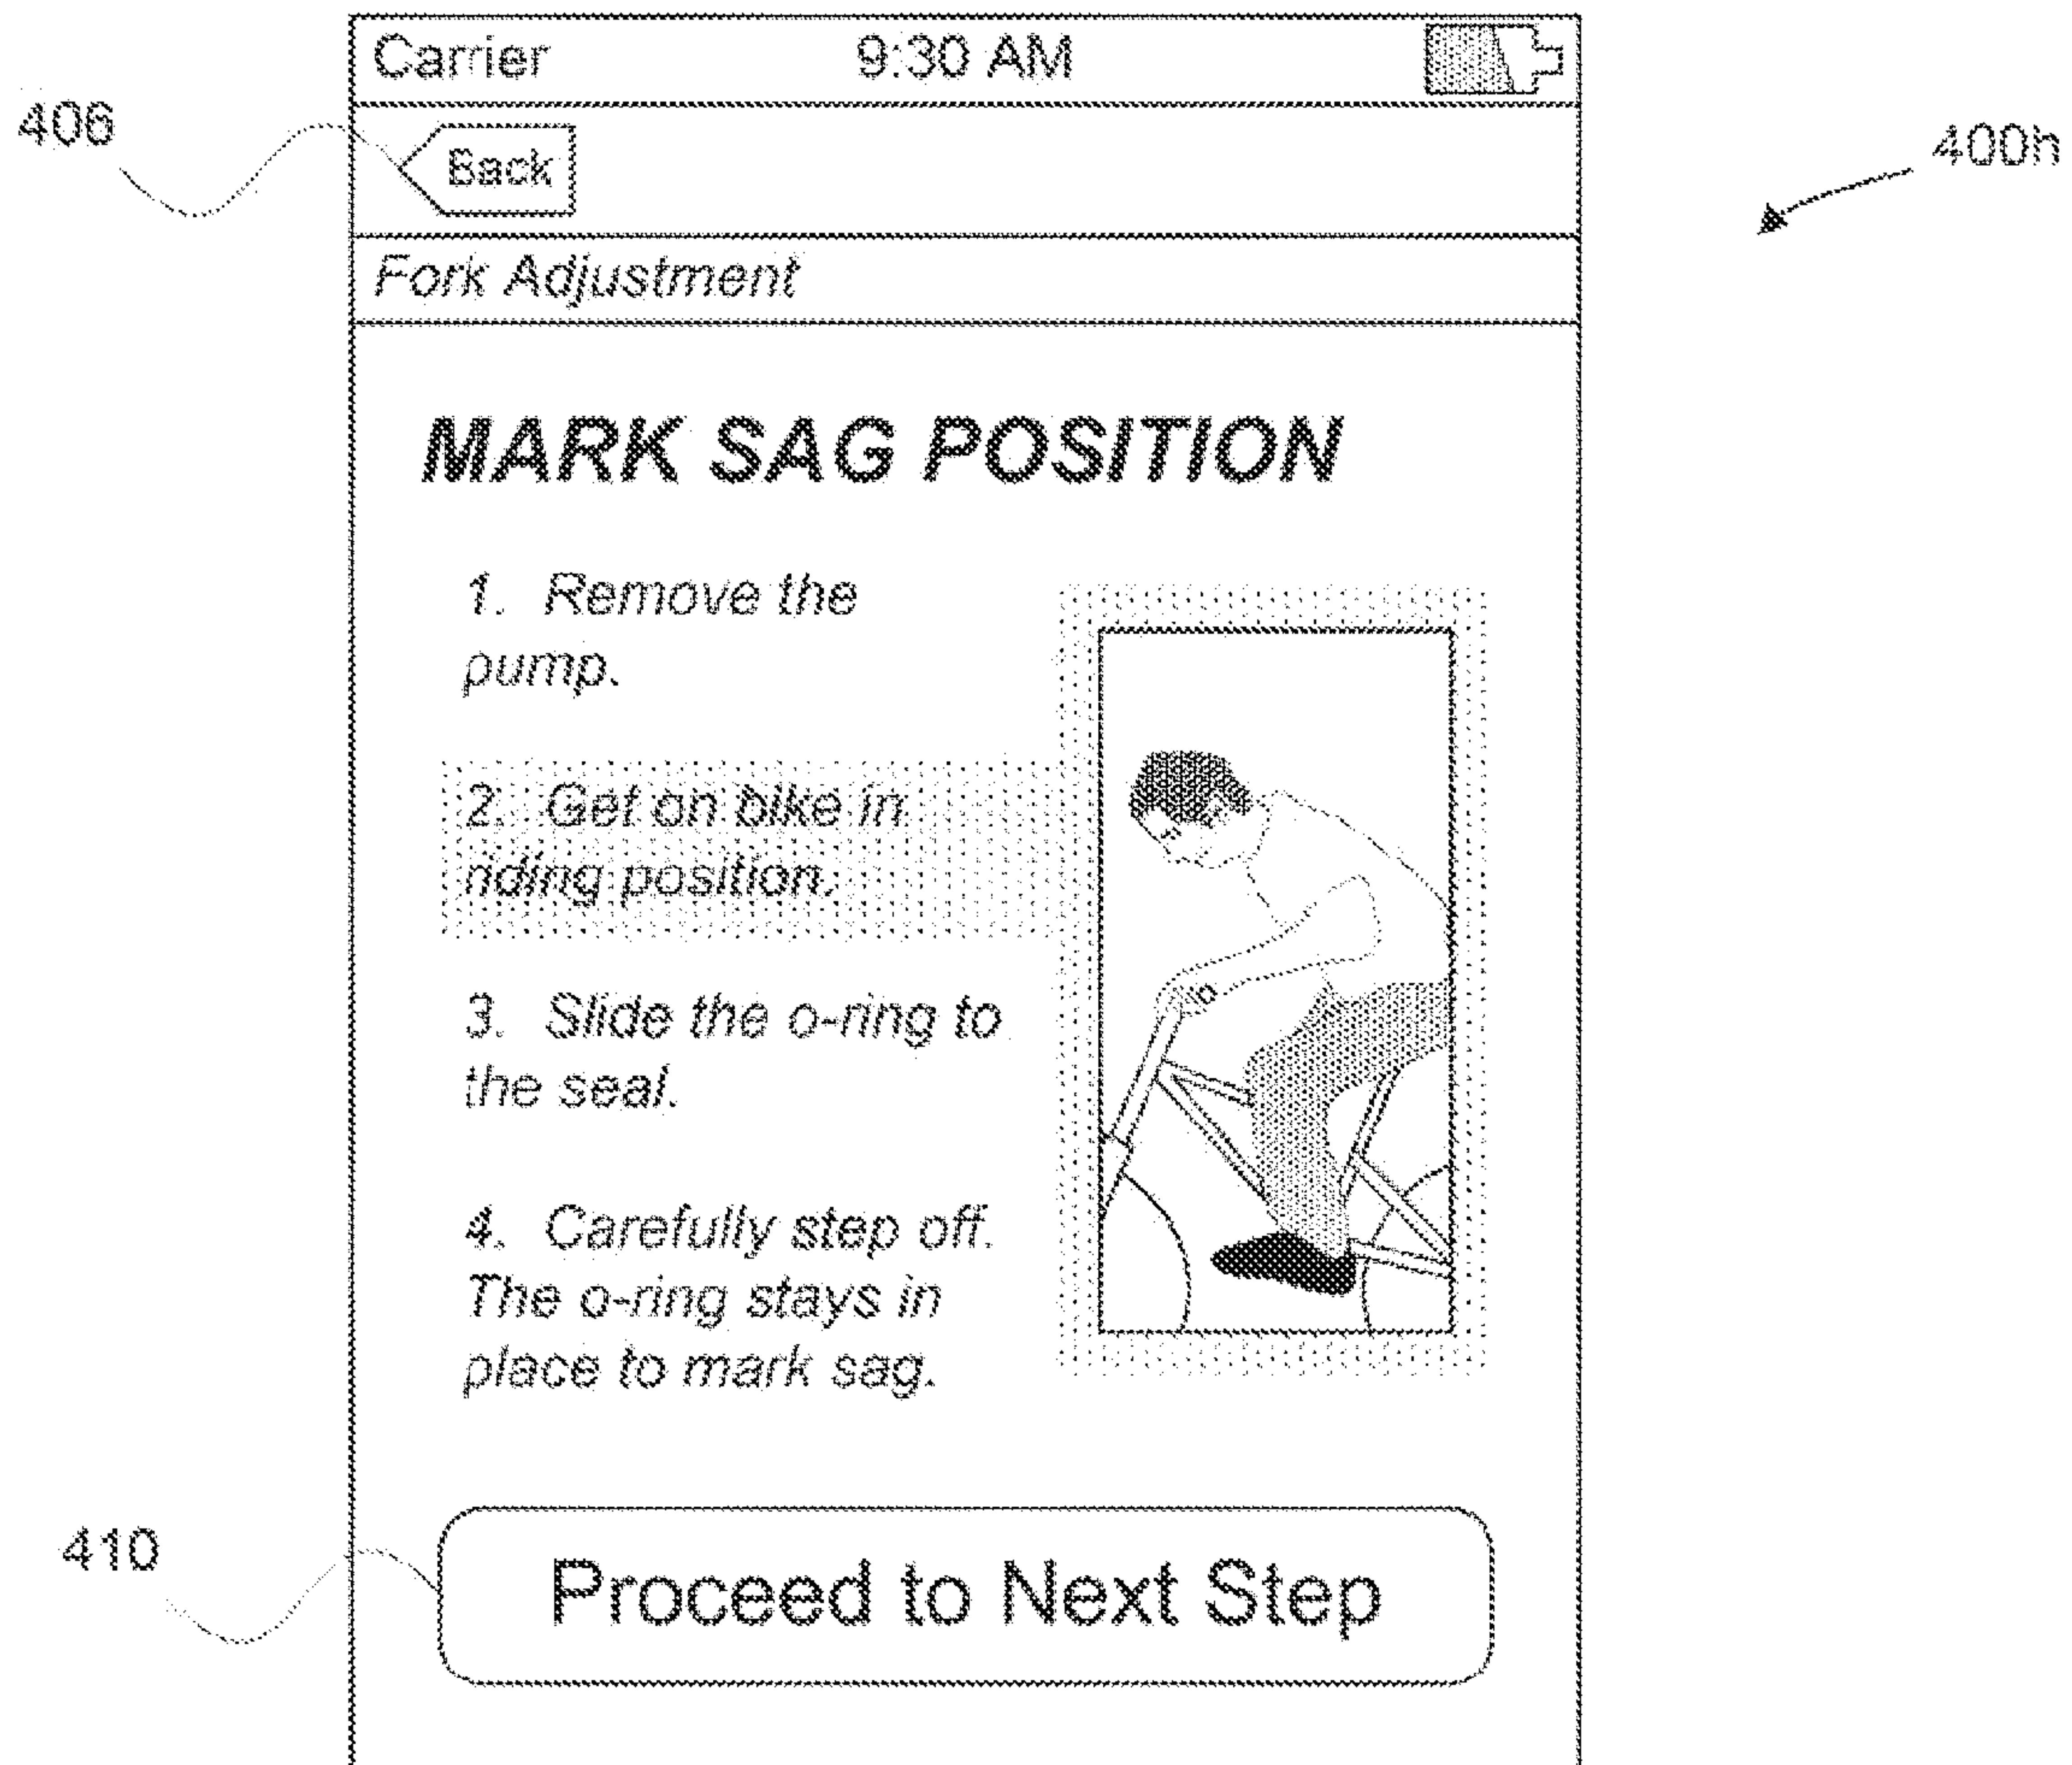 Carrier 9:30 AM
406
Back
400h
Fork Adjustment
MARK SAG POSITION
1. Remove the
pump.
2. Get on bike in
riding position.
3. Slide the o-ring to
the seal.
4. Carefully step off.
The o-ring stays in
place to mark sag.
410
Proceed to Next Step